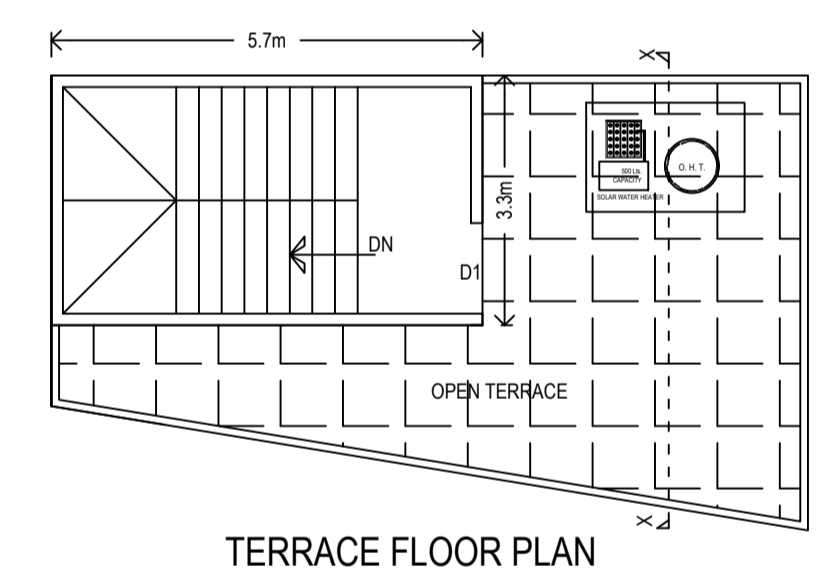 5.7m
X
3.3m
500 Lts.
CAPACITY
SOLAR WATER HEATER
O. H. T.
DN
D1
OPEN TERRACE
X
TERRACE FLOOR PLAN